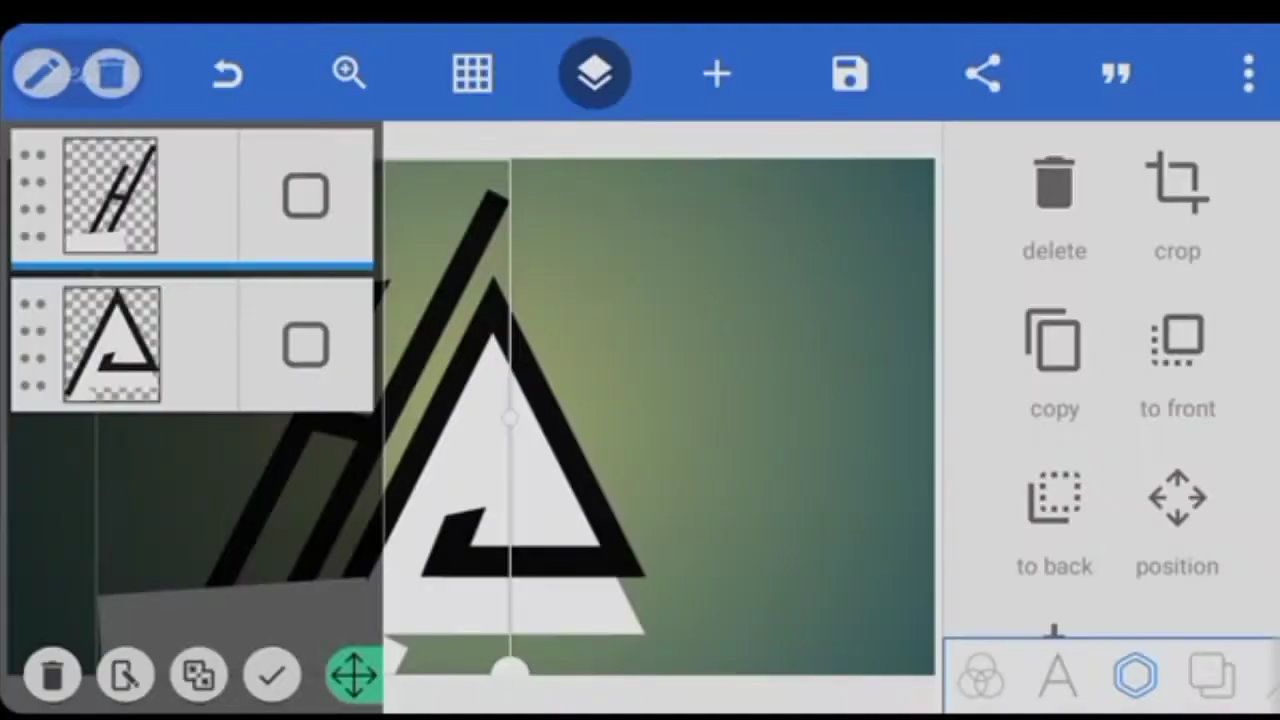 delete
crop
copy
to front
to back
position